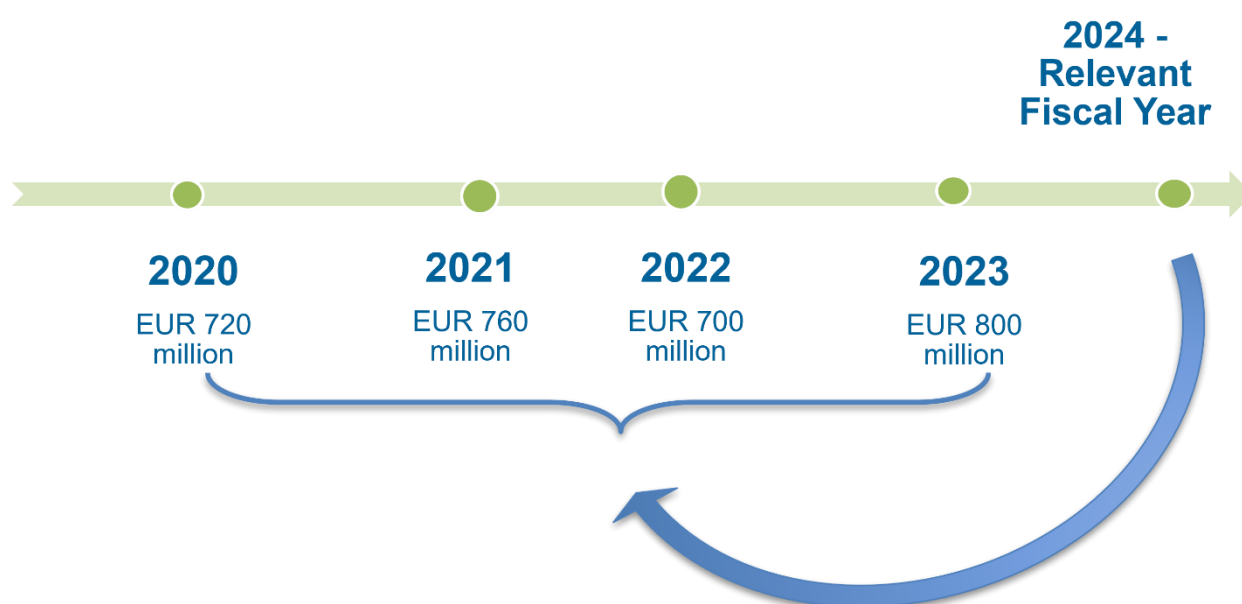 2024 -
Relevant
Fiscal Year
2020
EUR 720
million
2021
EUR 760
million
2022
EUR 700
million
2023
EUR 800
million